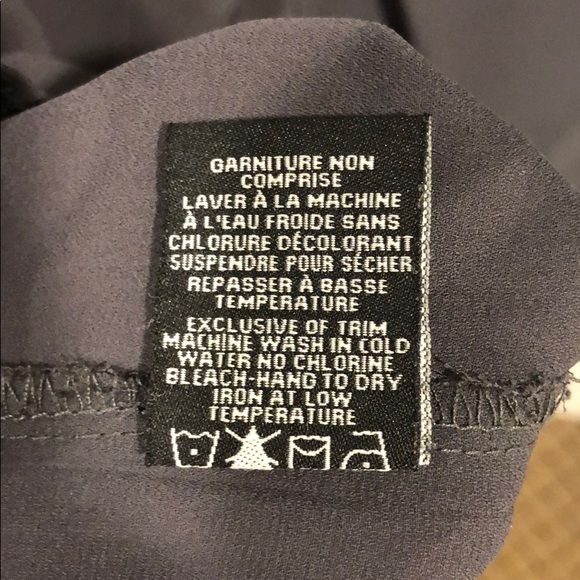 GARNITURE NON
COMPRISE
LAVER À LA MACHINE
À L'EAU FROIDE SANS
CHLORURE DÉCOLORANT
SUSPENDRE POUR SÉCHER
REPASSER À BASSE
TEMPERATURE
EXCLUSIVE OF TRIM
MACHINE WASH IN COLD
WATER NO CHLORINE
BLEACH-HAND TO DRY
IRON AT LOW
TEMPERATURE